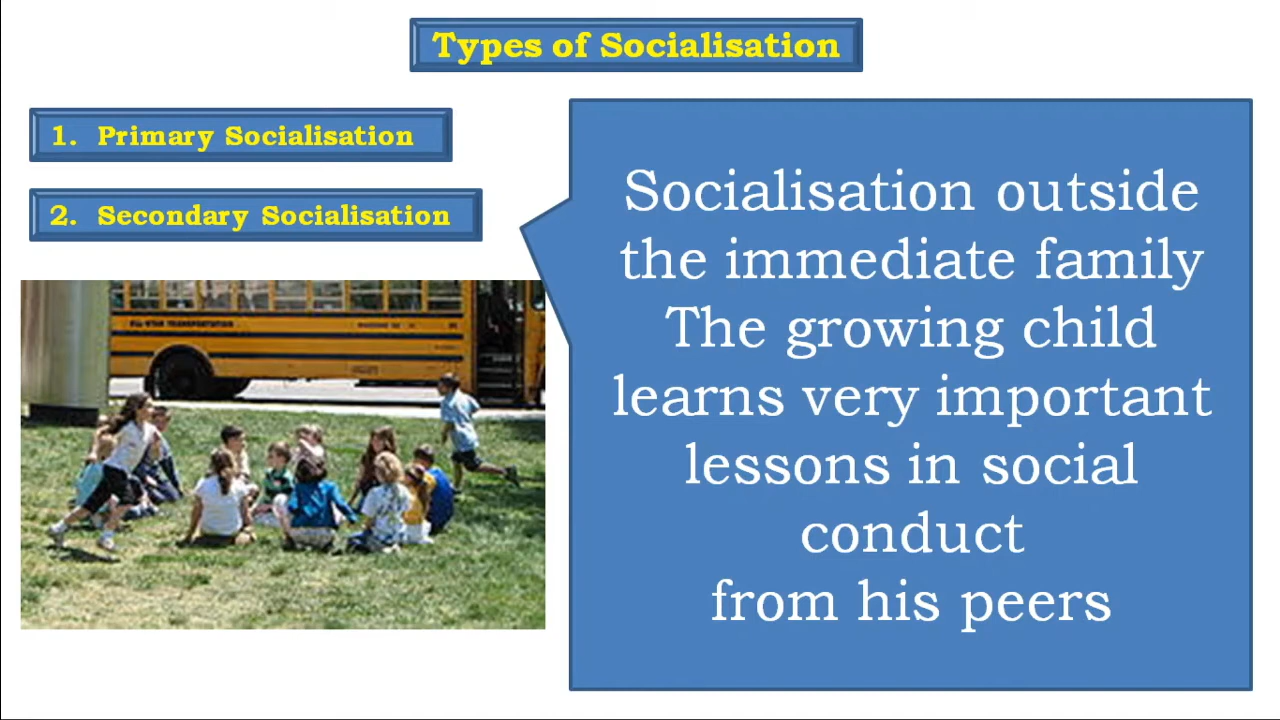 Types of Socialisation
1. Primary Socialisation
2. Secondary Socialisation
Socialisation outside
the immediate family
The growing child
learns very important
lessons in social
conduct
from his peers